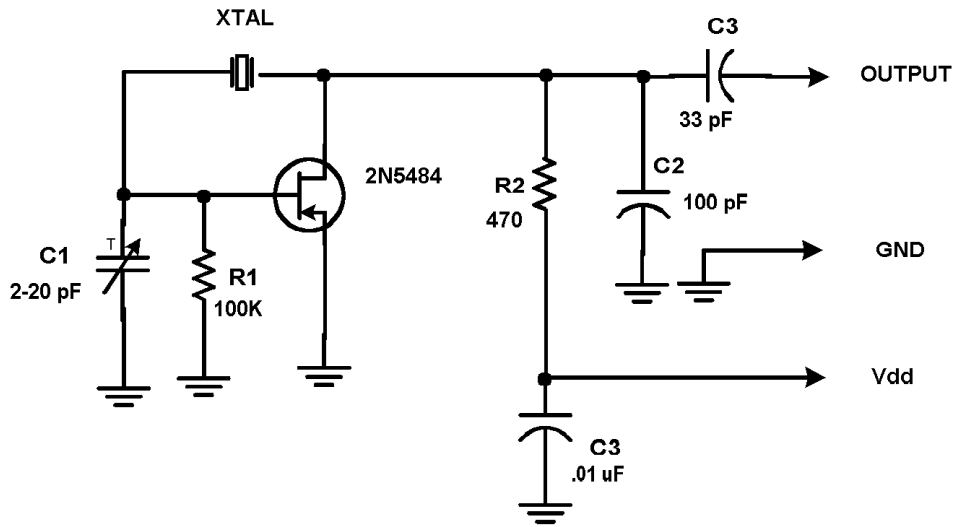 XTAL
C3
OUTPUT
33 pF
2N5484
R2
470
C2
100 pF
T
C1
2-20 pF
R1
100K
GND
Vdd
C3
.01 uF